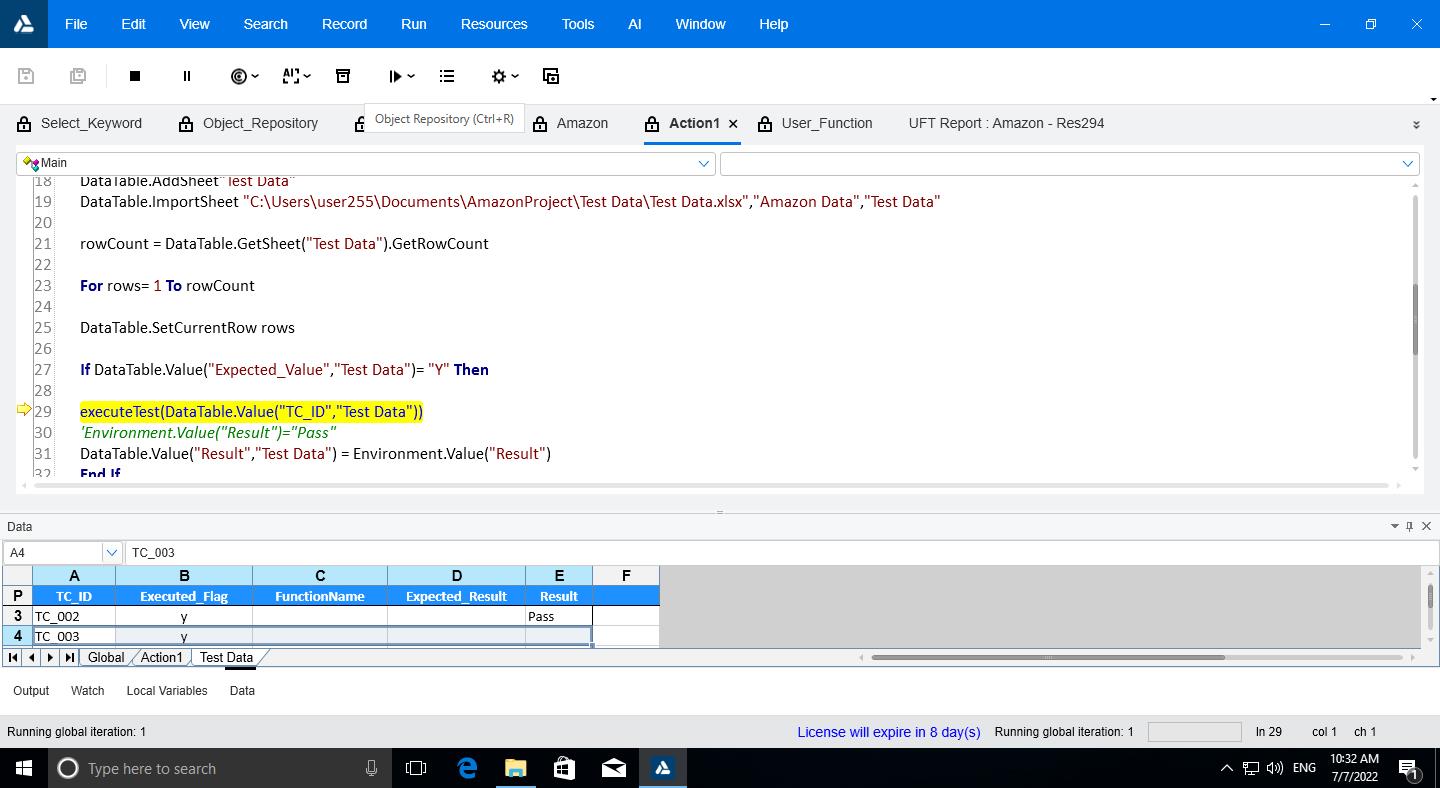 File Edit View Search Record Run Resources Tools AI Window Help
AI
Select_Keyword Object_Repository Object Repository (Ctrl+R) Amazon Action1 User_Function UFT Report : Amazon - Res294
Main
18 DataTable.AddSheet"Test Data"
19 DataTable.ImportSheet "C:\Users\user255\Documents\AmazonProject\Test Data\Test Data.xlsx","Amazon Data","Test Data"
20
21 rowCount = DataTable.GetSheet("Test Data").GetRowCount
22
23 For rows= 1 To rowCount
24
25 DataTable.SetCurrentRow rows
26
27 If DataTable.Value("Expected_Value","Test Data")= "Y" Then
28
29 executeTest(DataTable.Value("TC_ID","Test Data"))
30 'Environment.Value("Result")="Pass"
31 DataTable.Value("Result","Test Data") = Environment.Value("Result")
32 End If
Data
A4 TC_003
A B C D E F
P TC_ID Executed_Flag FunctionName Expected_Result Result
3 TC_002 y Pass
4 TC_003 y
Global Action1 Test Data
Output Watch Local Variables Data
Running global iteration: 1 License will expire in 8 day(s) Running global iteration: 1 ln 29 col 1 ch 1
Type here to search ENG 10:32 AM
7/7/2022 1